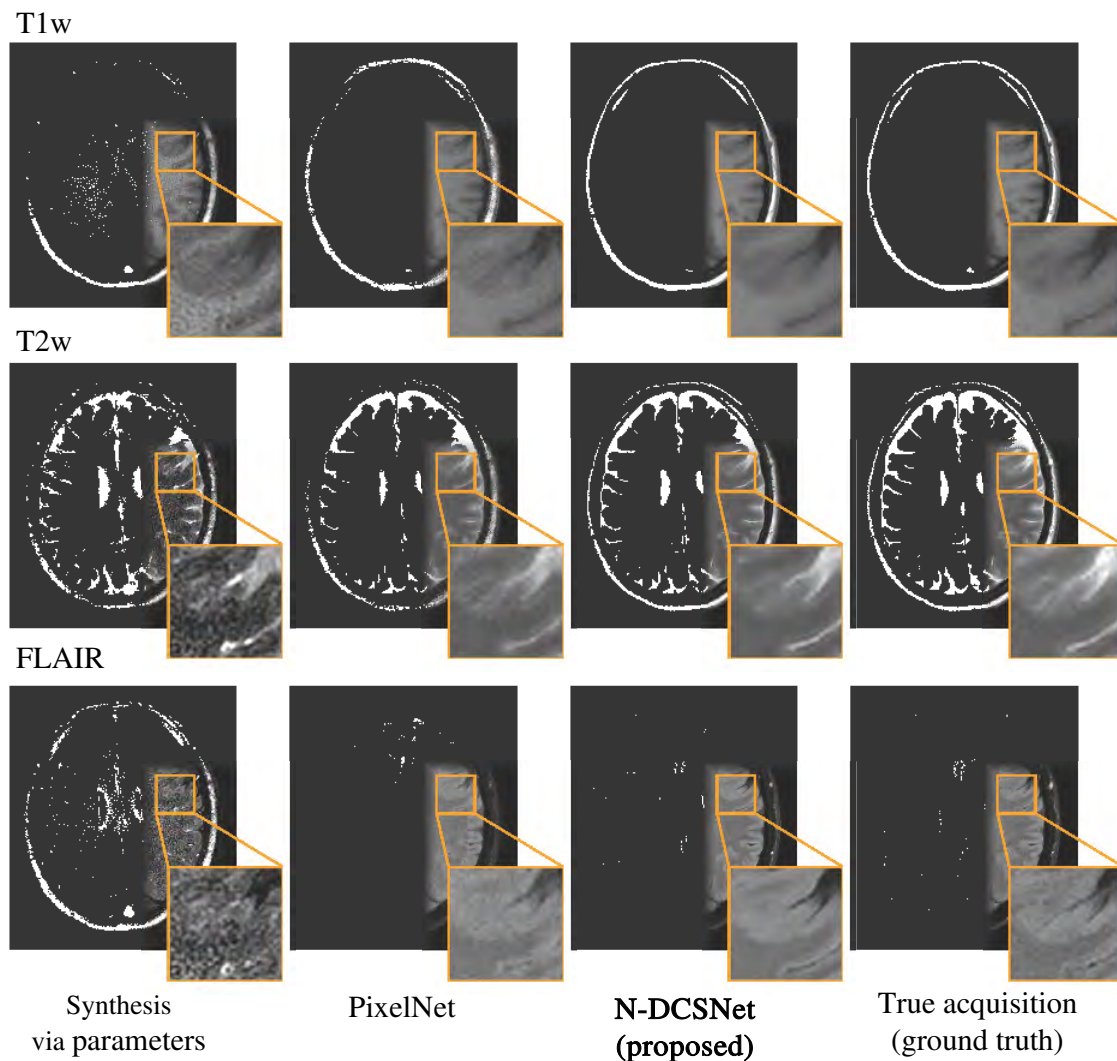 T1w
T2w
FLAIR
Synthesis
via parameters
PixelNet
N-DCSNet
(proposed)
True acquisition
(ground truth)